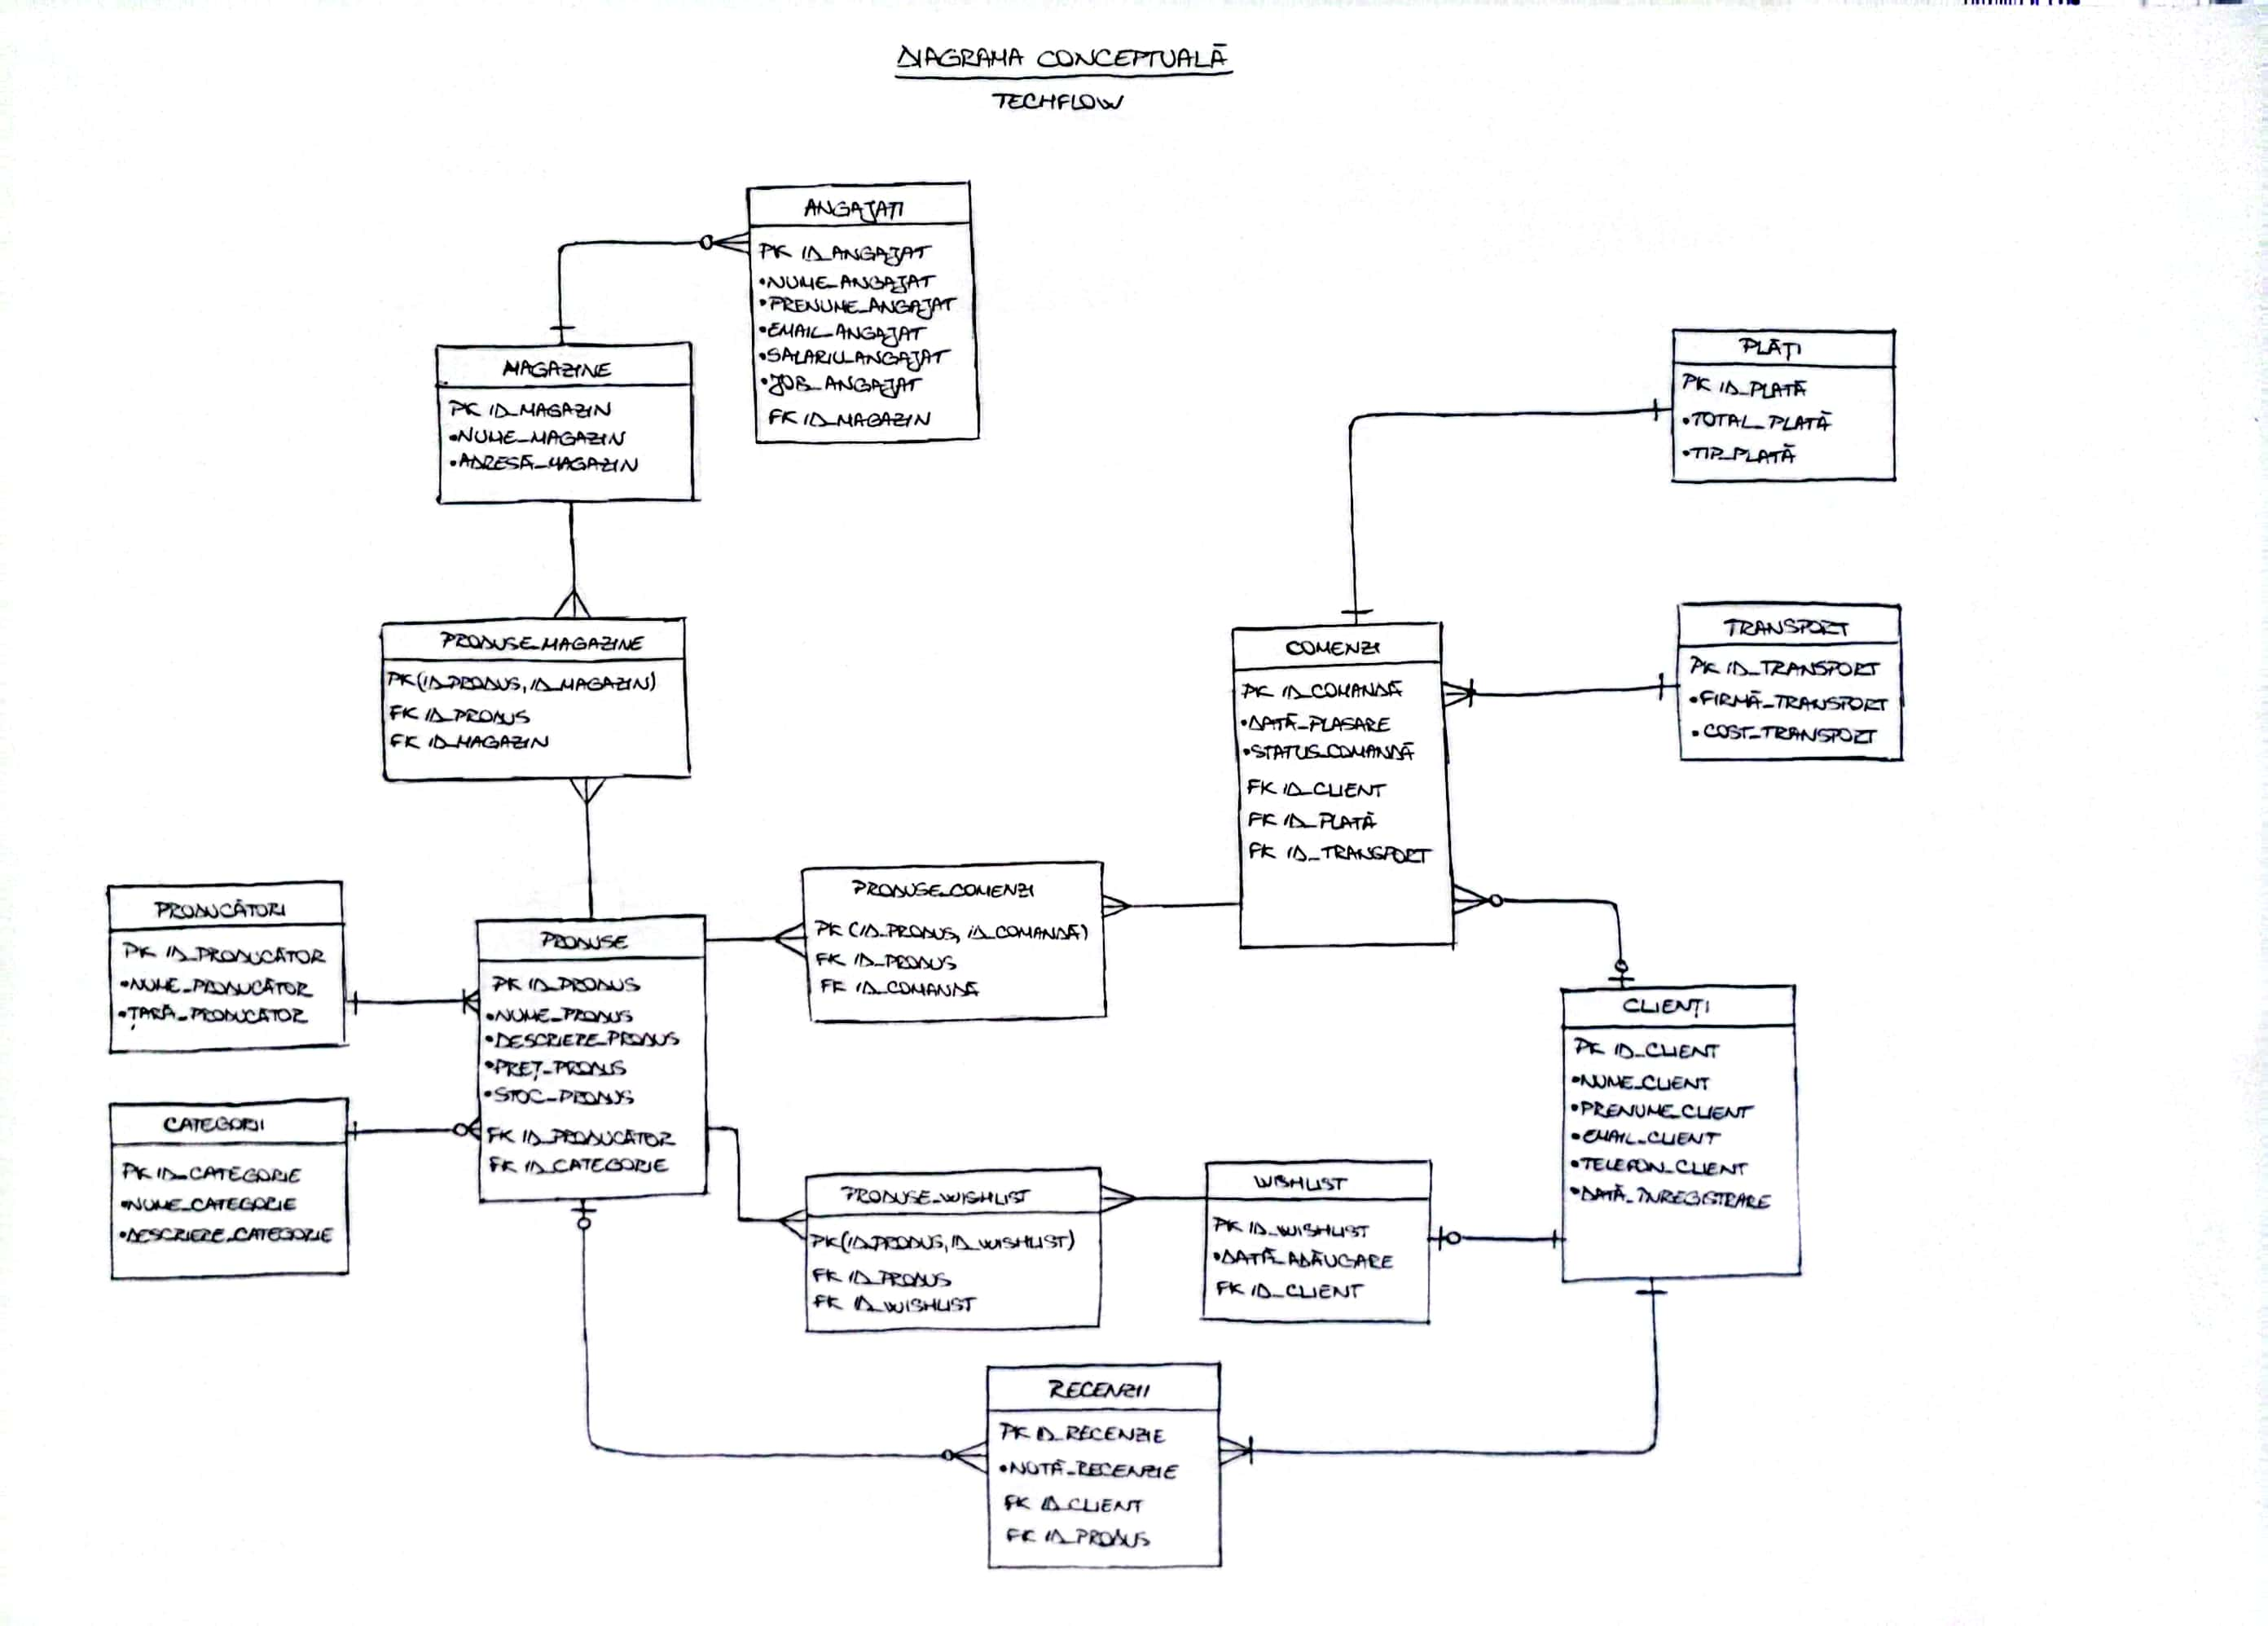 DIAGRAMA CONCEPTUALĂ
TECHFLOW
ANGAJATI
PK ID_ANGAJAT
•NUME_ANGAJAT
•PRENUME_ANGAJAT
•EMAIL_ANGAJAT
•SALARIU_ANGAJAT
•JOB_ANGAJAT
FK ID_MAGAZIN
MAGAZINE
PK ID_MAGAZIN
•NUME_MAGAZIN
•ADRESĂ_MAGAZIN
PLĂȚI
PK ID_PLATĂ
•TOTAL_PLATĂ
•TIP_PLATĂ
PRODUSE_MAGAZINE
PK(ID_PRODUS, ID_MAGAZIN)
FK ID_PRODUS
FK ID_MAGAZIN
COMENZI
PK ID_COMANDĂ
•DATĂ_PLASARE
•STATUS_COMANDĂ
FK ID_CLIENT
FK ID_PLATĂ
FK ID_TRANSPORT
TRANSPORT
PK ID_TRANSPORT
•FIRMĂ_TRANSPORT
•COST_TRANSPORT
PRODUCĂTORI
PK ID_PRODUCĂTOR
•NUME_PRODUCĂTOR
•ȚARĂ_PRODUCĂTOR
PRODUSE
PK ID_PRODUS
•NUME_PRODUS
•DESCRIERE_PRODUS
•PREȚ_PRODUS
•STOC_PRODUS
FK ID_PRODUCĂTOR
FK ID_CATEGORIE
PRODUSE_COMENZI
PK (ID_PRODUS, ID_COMANDĂ)
FK ID_PRODUS
FK ID_COMANDĂ
CLIENȚI
PK ID_CLIENT
•NUME_CLIENT
•PRENUME_CLIENT
•EMAIL_CLIENT
•TELEFON_CLIENT
•DATĂ_ÎNREGISTRARE
CATEGORII
PK ID_CATEGORIE
•NUME_CATEGORIE
•DESCRIERE_CATEGORIE
PRODUSE_WISHLIST
PK(ID_PRODUS, ID_WISHLIST)
FK ID_PRODUS
FK ID_WISHLIST
WISHLIST
PK ID_WISHLIST
•DATĂ_ADĂUGARE
FK ID_CLIENT
RECENZII
PK ID_RECENZIE
•NOTĂ_RECENZIE
FK ID_CLIENT
FK ID_PRODUS